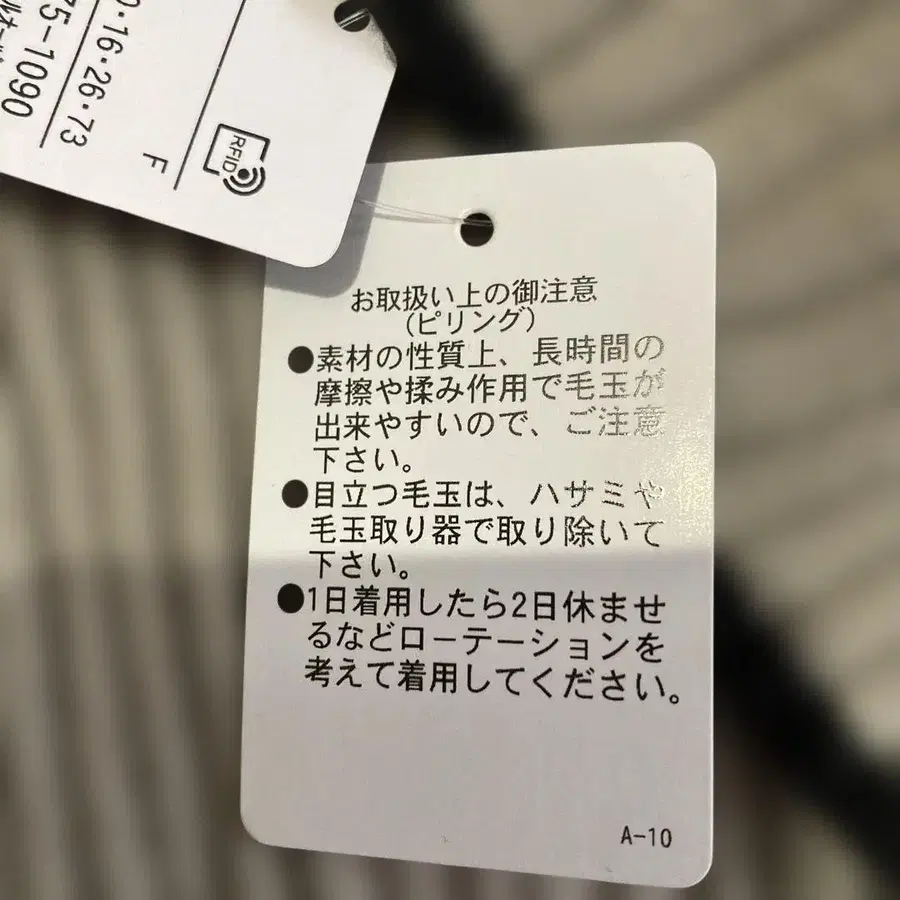 ・16・26・73
5-1090
F
RFID
お取扱い上の御注意
(ピリング)
●素材の性質上、長時間の
摩擦や揉み作用で毛玉が
出来やすいので、ご注意
下さい。
●目立つ毛玉は、ハサミや
毛玉取り器で取り除いて
下さい。
●1日着用したら2日休ませ
るなどローテーションを
考えて着用してください。
A-10